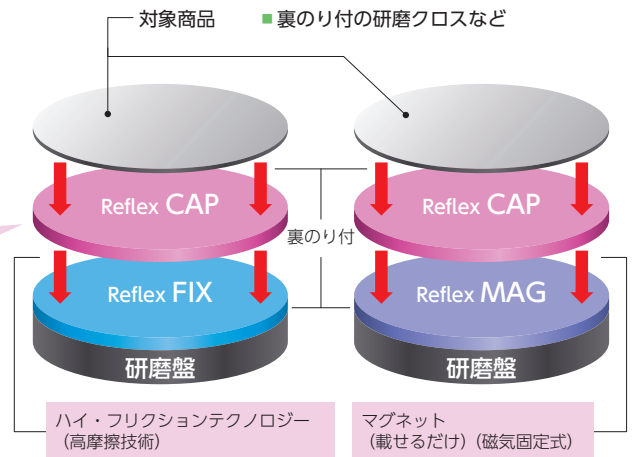 対象商品 ■裏のり付の研磨クロスなど
Reflex CAP
Reflex CAP
裏のり付
Reflex FIX
Reflex MAG
研磨盤
研磨盤
ハイ・フリクションテクノロジー
（高摩擦技術）
マグネット
（載せるだけ）（磁気固定式）